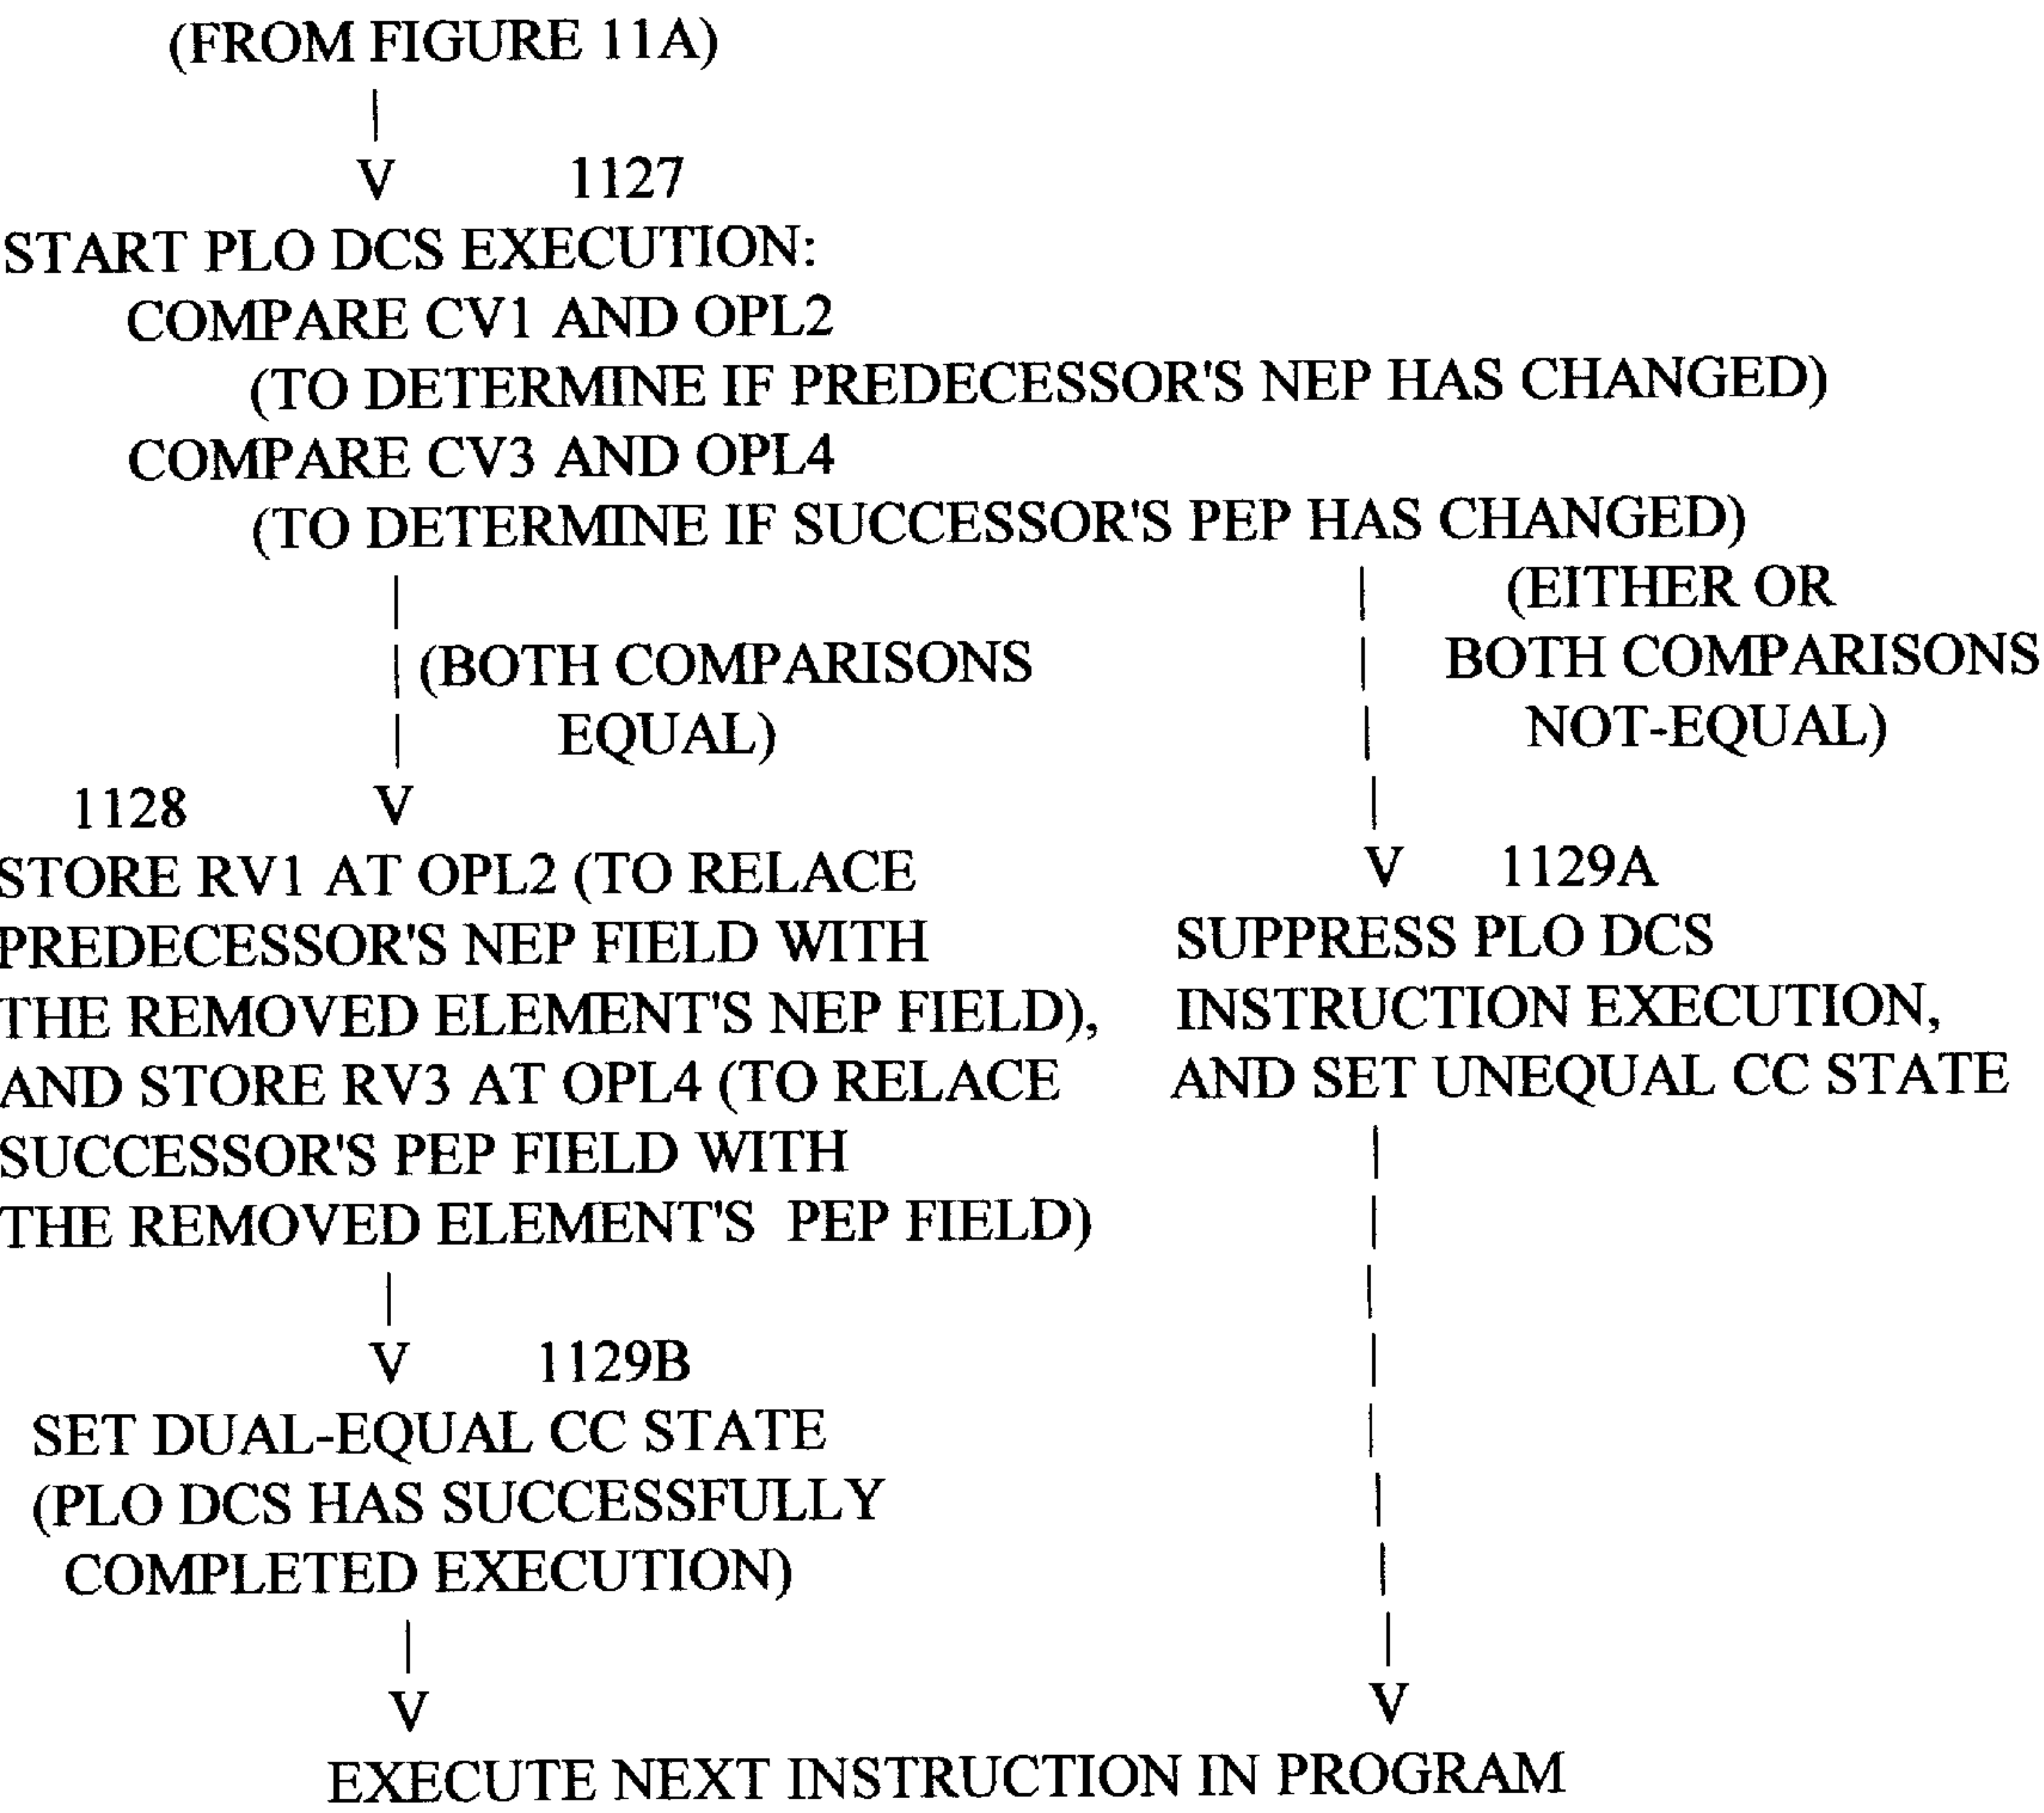 (FROM FIGURE 11A)
1127
START PLO DCS EXECUTION:
COMPARE CV1 AND OPL2
(TO DETERMINE IF PREDECESSOR'S NEP HAS CHANGED)
COMPARE CV3 AND OPL4
(TO DETERMINE IF SUCCESSOR'S PEP HAS CHANGED)
(BOTH COMPARISONS
EQUAL)
(EITHER OR
BOTH COMPARISONS
NOT-EQUAL)
1128
STORE RV1 AT OPL2 (TO RELACE
PREDECESSOR'S NEP FIELD WITH
THE REMOVED ELEMENT'S NEP FIELD),
AND STORE RV3 AT OPL4 (TO RELACE
SUCCESSOR'S PEP FIELD WITH
THE REMOVED ELEMENT'S PEP FIELD)
1129A
SUPPRESS PLO DCS
INSTRUCTION EXECUTION,
AND SET UNEQUAL CC STATE
1129B
SET DUAL-EQUAL CC STATE
(PLO DCS HAS SUCCESSFULLY
COMPLETED EXECUTION)
EXECUTE NEXT INSTRUCTION IN PROGRAM